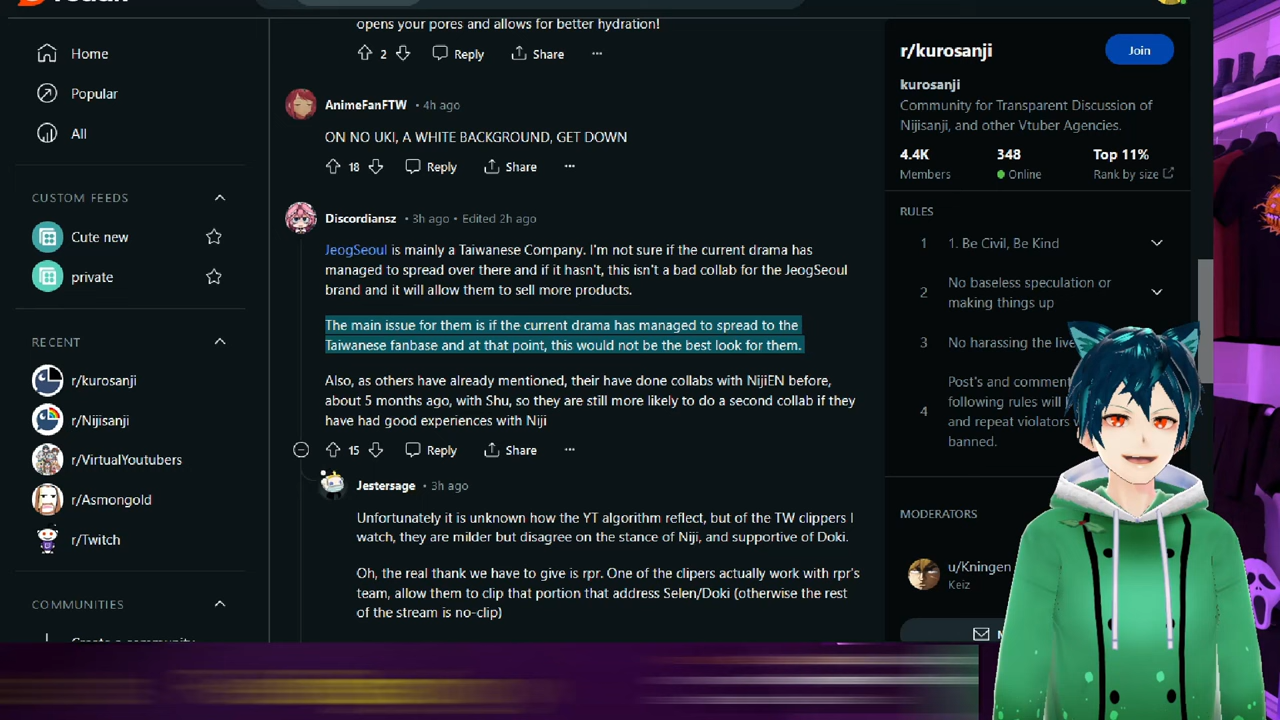 opens your pores and allows for better hydration!
2 Reply Share ...
AnimeFanFTW • 4h ago
ON NO UKI, A WHITE BACKGROUND, GET DOWN
18 Reply Share ...
Discordiansz • 3h ago • Edited 2h ago
JeogSeoul is mainly a Taiwanese Company. I'm not sure if the current drama has
managed to spread over there and if it hasn't, this isn't a bad collab for the JeogSeoul
brand and it will allow them to sell more products.
The main issue for them is if the current drama has managed to spread to the
Taiwanese fanbase and at that point, this would not be the best look for them.
Also, as others have already mentioned, their have done collabs with NijiEN before,
about 5 months ago, with Shu, so they are still more likely to do a second collab if they
have had good experiences with Niji
15 Reply Share ...
Jestersage • 3h ago
Unfortunately it is unknown how the YT algorithm reflect, but of the TW clippers I
watch, they are milder but disagree on the stance of Niji, and supportive of Doki.
Oh, the real thank we have to give is rpr. One of the clipers actually work with rpr's
team, allow them to clip that portion that address Selen/Doki (otherwise the rest
of the stream is no-clip)
Home
Popular
All
CUSTOM FEEDS
Cute new
private
RECENT
r/kurosanji
r/Nijisanji
r/VirtualYoutubers
r/Asmongold
r/Twitch
COMMUNITIES
r/kurosanji Join
kurosanji
Community for Transparent Discussion of
Nijisanji, and other Vtuber Agencies.
4.4K 348 Top 11%
Members Online Rank by size
RULES
1 1. Be Civil, Be Kind
2 No baseless speculation or
making things up
3 No harassing the
4 Post's and
following rules will
and repeat violators
banned.
MODERATORS
u/Kningen
Keiz